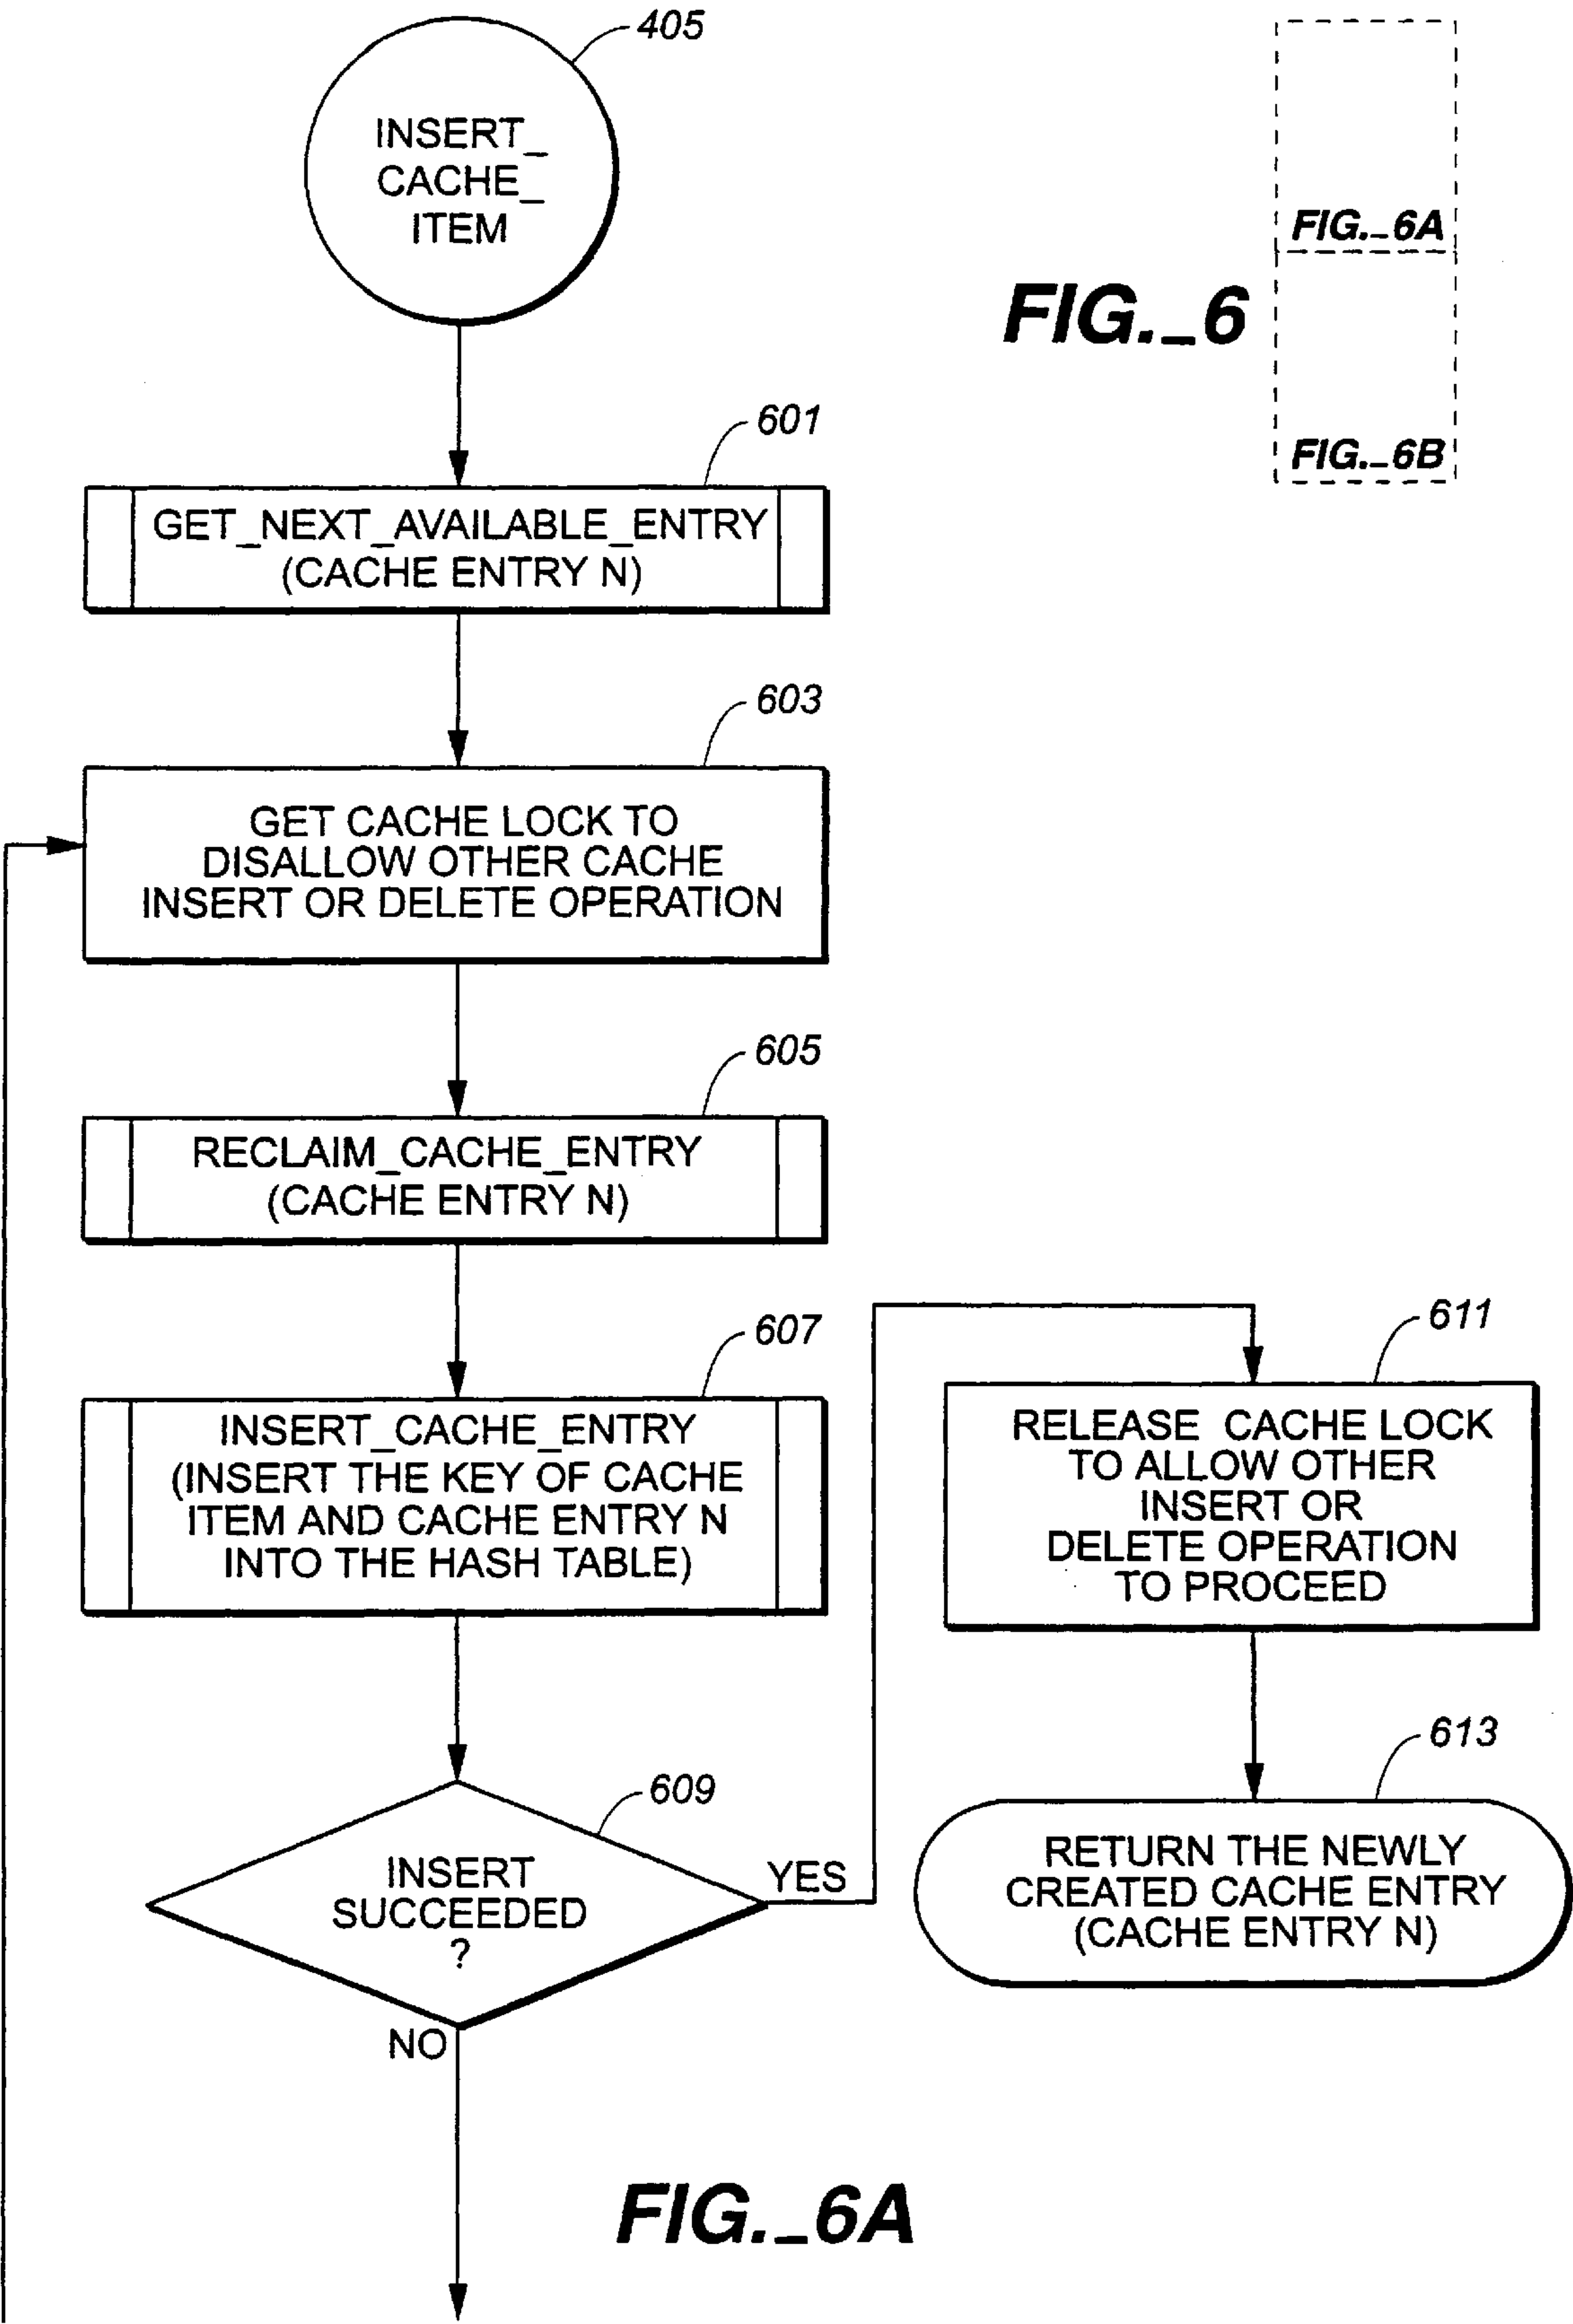 405
INSERT_
CACHE_
ITEM
FIG._6A
FIG._6
FIG._6B
601
GET_NEXT_AVAILABLE_ENTRY
(CACHE ENTRY N)
603
GET CACHE LOCK TO
DISALLOW OTHER CACHE
INSERT OR DELETE OPERATION
605
RECLAIM_CACHE_ENTRY
(CACHE ENTRY N)
607
INSERT_CACHE_ENTRY
(INSERT THE KEY OF CACHE
ITEM AND CACHE ENTRY N
INTO THE HASH TABLE)
609
INSERT
SUCCEEDED
?
YES
NO
611
RELEASE CACHE LOCK
TO ALLOW OTHER
INSERT OR
DELETE OPERATION
TO PROCEED
613
RETURN THE NEWLY
CREATED CACHE ENTRY
(CACHE ENTRY N)
FIG._6A